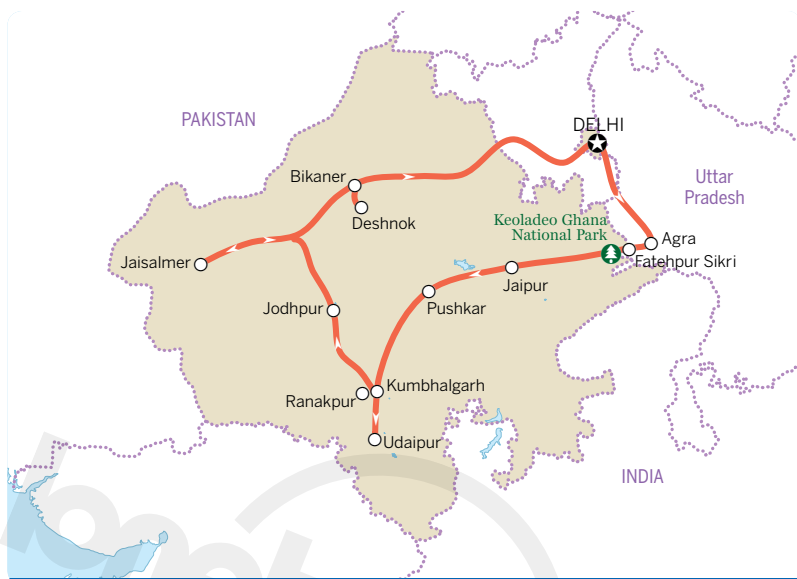 DELHI
PAKISTAN
Uttar
Pradesh
Bikaner
Deshnok
Keoladeo Ghana
National Park
Agra
Fatehpur Sikri
Jaisalmer
Jaipur
Pushkar
Jodhpur
Kumbhalgarh
Ranakpur
Udaipur
INDIA